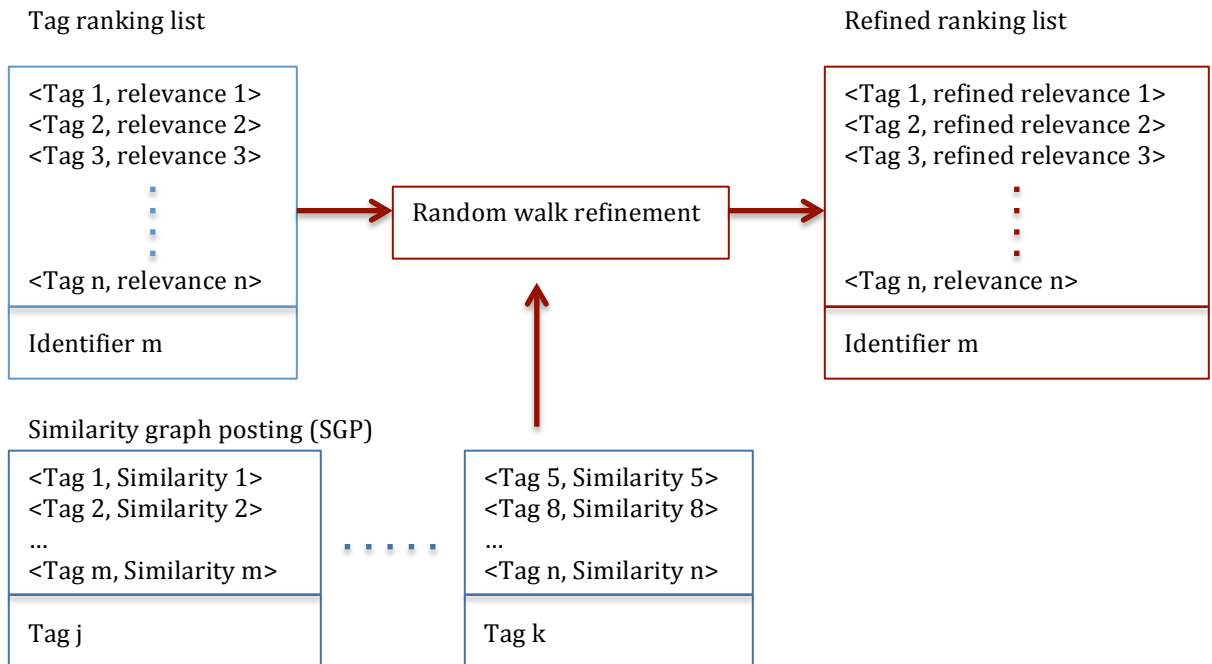 Tag ranking list
<Tag 1, relevance 1>
<Tag 2, relevance 2>
<Tag 3, relevance 3>
<Tag n, relevance n>
Identifier m
Random walk refinement
Refined ranking list
<Tag 1, refined relevance 1>
<Tag 2, refined relevance 2>
<Tag 3, refined relevance 3>
<Tag n, relevance n>
Identifier m
Similarity graph posting (SGP)
<Tag 1, Similarity 1>
<Tag 2, Similarity 2>
...
<Tag m, Similarity m>
Tag j
<Tag 5, Similarity 5>
<Tag 8, Similarity 8>
...
<Tag n, Similarity n>
Tag k